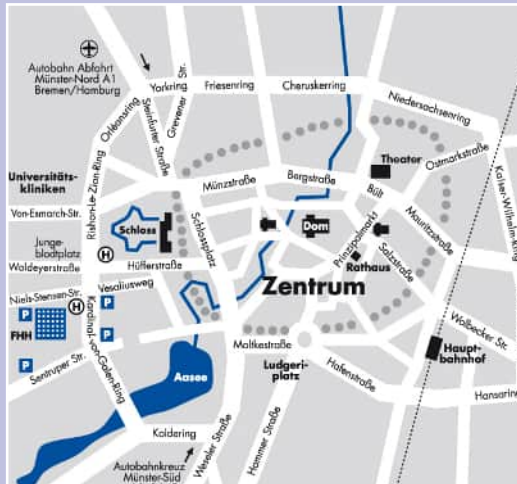 Autobahn Abfahrt
Münster-Nord A1
Bremen/Hamburg
Orléansring
Yorkring
Steinfurter Straße
Grevener Str.
Friesenring
Cheruskerring
Niedersachsenring
Kaiser-Wilhelm-Ring
Ostmarkstraße
Theater
Bergstraße
Bült
Münzstraße
Universitäts-
kliniken
Rishon-Le-Zion-Ring
Von-Esmarch-Str.
Schloss
Schlossplatz
Dom
Prinzipalmarkt
Mauritzstraße
Salzstraße
Rathaus
Junge-
blodtplatz
H
Waldeyerstraße
Hüfferstraße
Vesaliusweg
Niels-Stensen-Str.
H
P
P
FHH
P
P
Kardinal-von-Galen-Ring
Sentruper Str.
Zentrum
Wolbecker Str.
Haupt-
bahnhof
Moltkestraße
Ludgeri-
platz
Hafenstraße
Hansaring
Aasee
Koldering
Weseler Straße
Hammer Straße
Autobahnkreuz
Münster-Süd